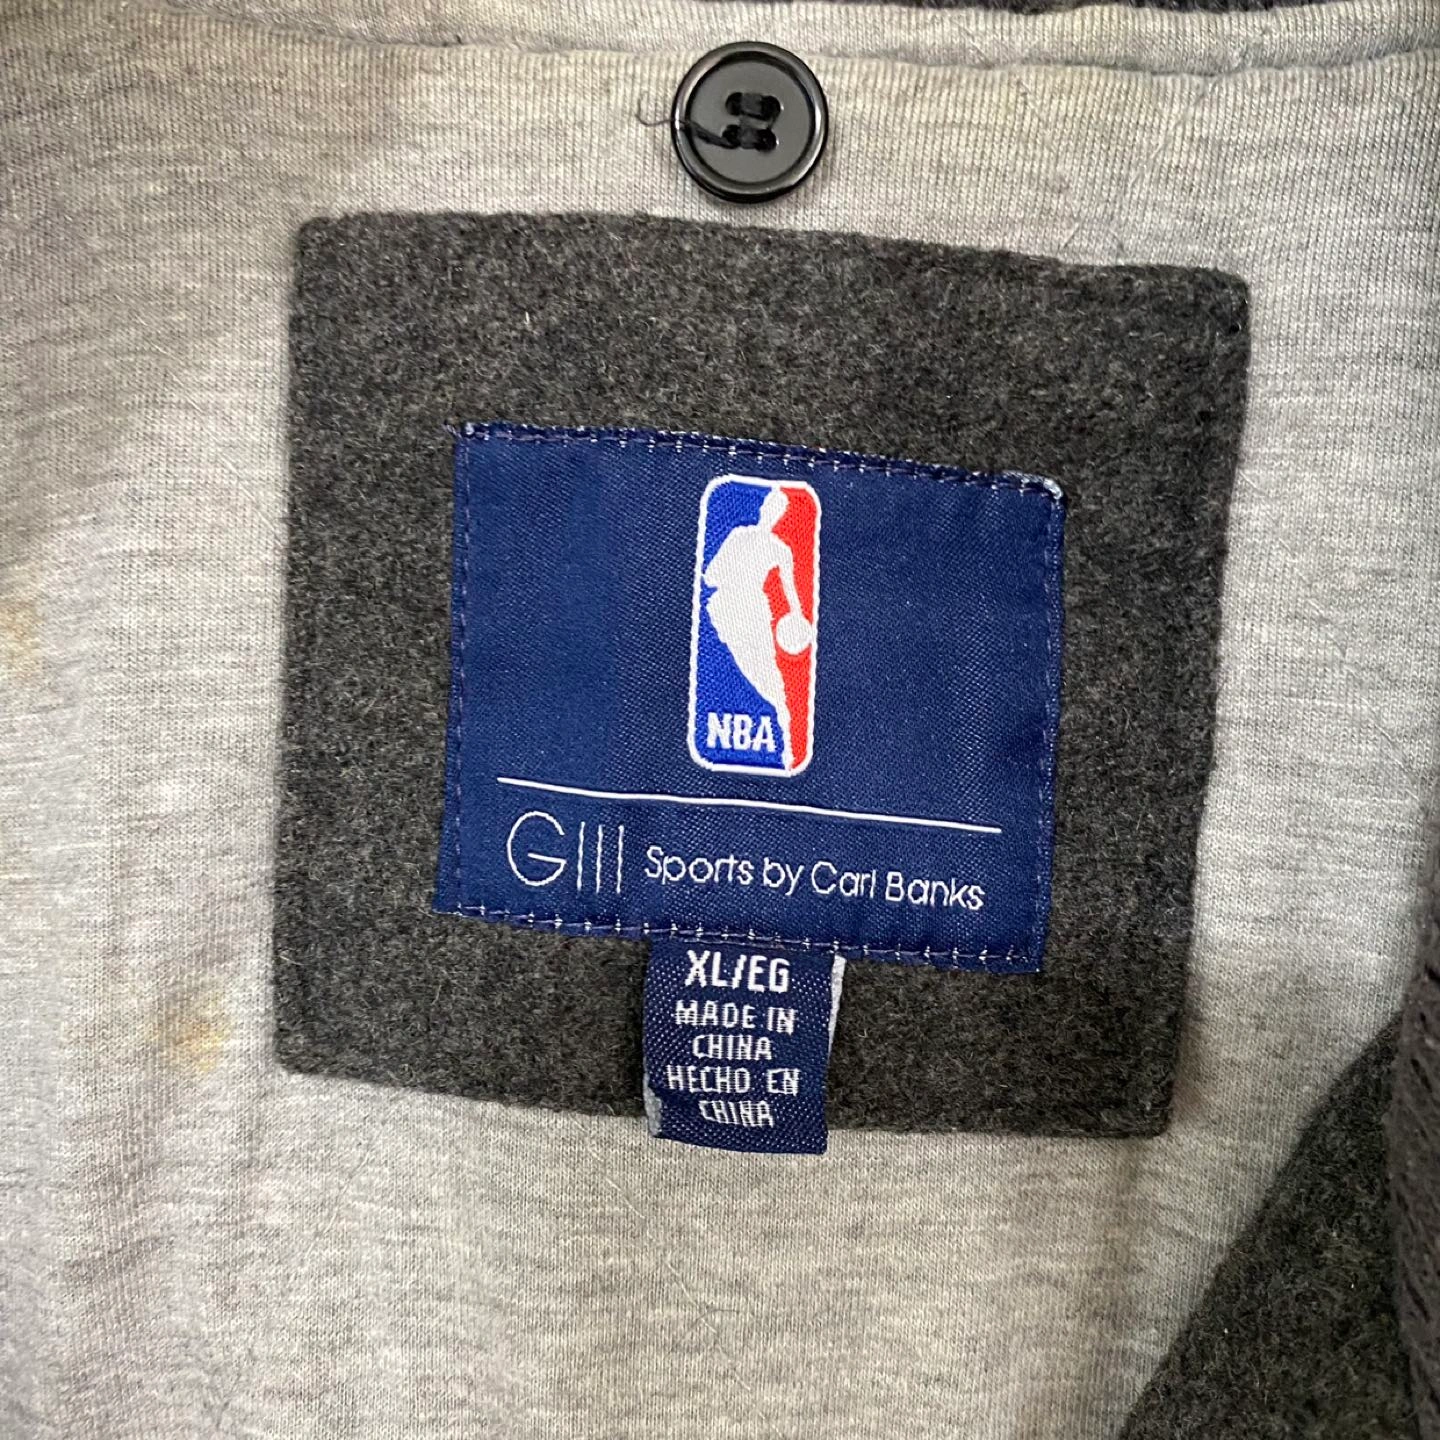 NBA
GIII Sports by Carl Banks
XL/EG
MADE IN
CHINA
HECHO EN
CHINA